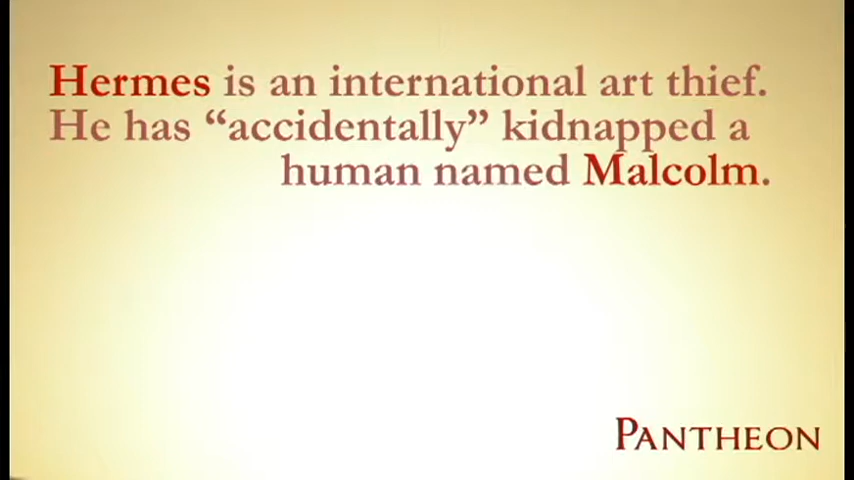 Hermes is an international art thief.
He has “accidentally” kidnapped a
human named Malcolm.
PANTHEON